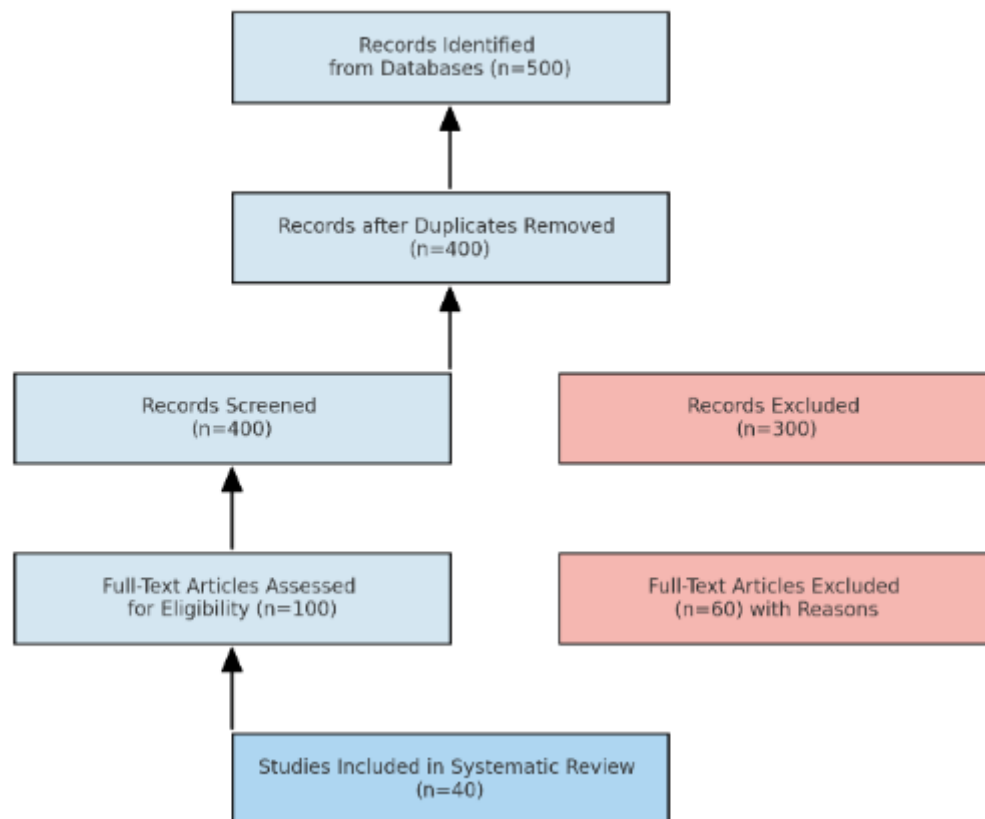 Records Identified
from Databases (n=500)
Records after Duplicates Removed
(n=400)
Records Screened
(n=400)
Records Excluded
(n=300)
Full-Text Articles Assessed
for Eligibility (n=100)
Full-Text Articles Excluded
(n=60) with Reasons
Studies Included in Systematic Review
(n=40)